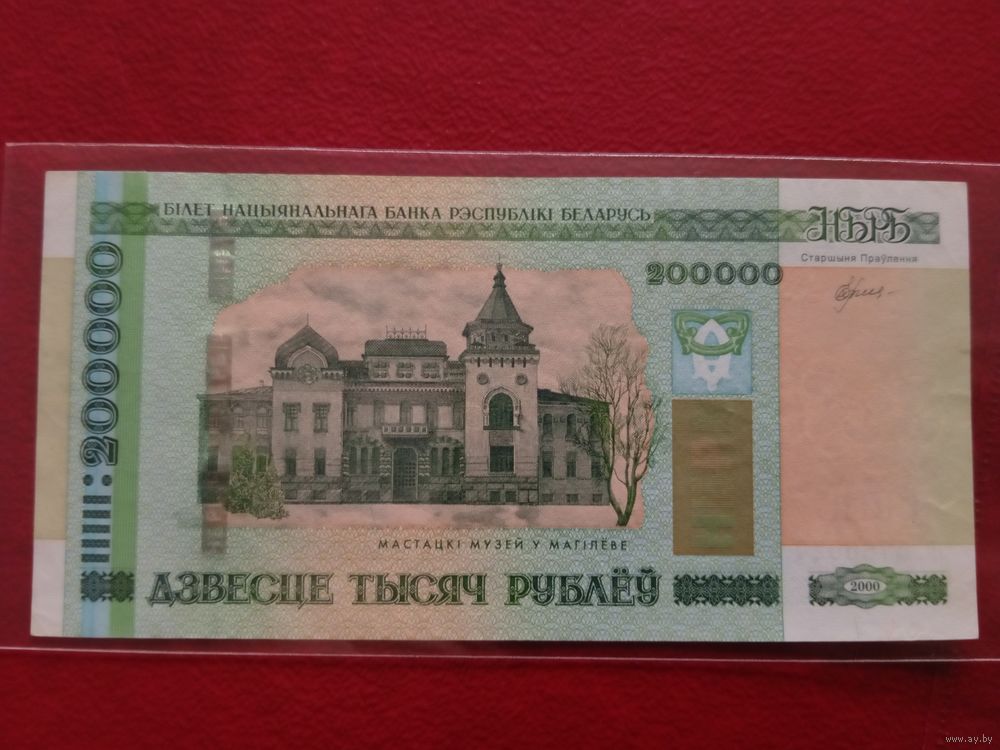 БІЛЕТ НАЦЫЯНАЛЬНАГА БАНКА РЭСПУБЛІКІ БЕЛАРУСЬ
НБРБ
Старшыня Праўлення
200000
200000
МАСТАЦКІ МУЗЕЙ У МАГІЛЁВЕ
ДЗВЕСЦЕ ТЫСЯЧ РУБЛЁЎ
2000
www.ay.by